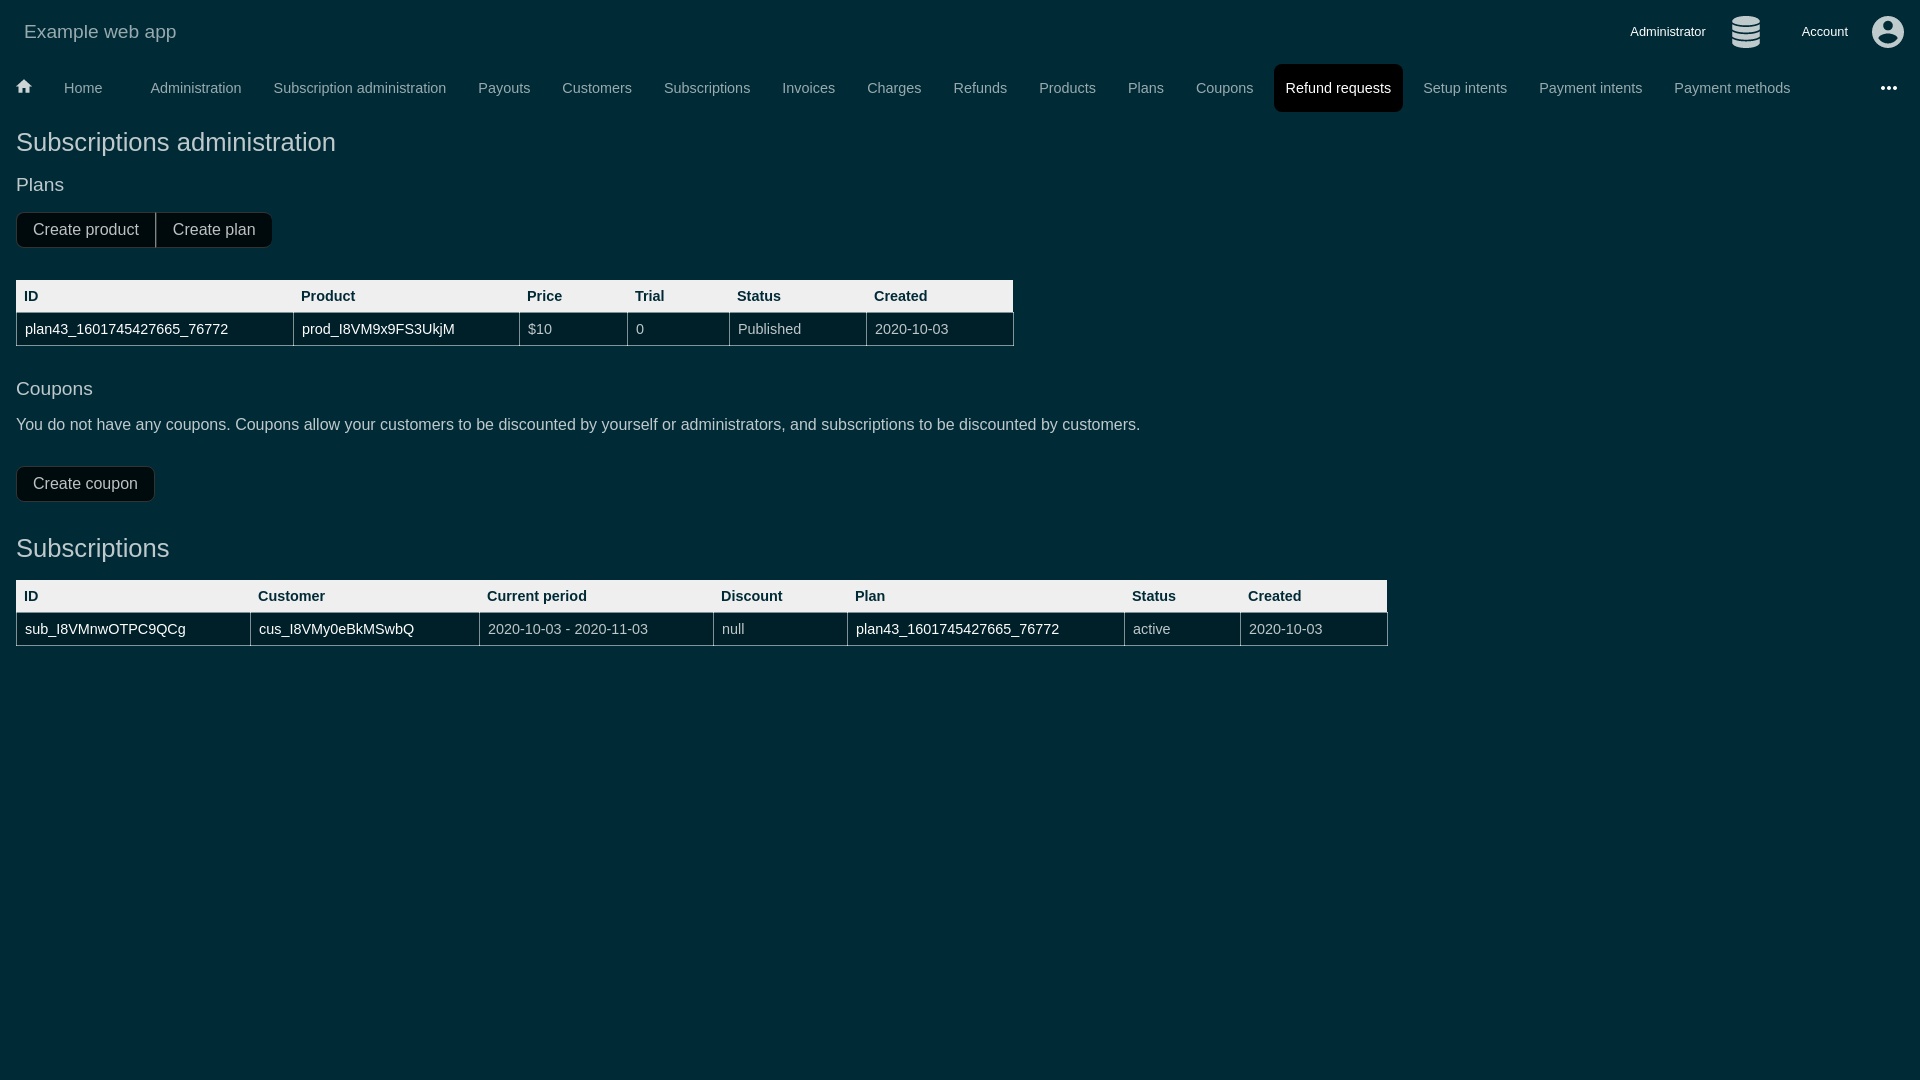 Example web app
Administrator
Account
Home
Administration
Subscription administration
Payouts
Customers
Subscriptions
Invoices
Charges
Refunds
Products
Plans
Coupons
Refund requests
Setup intents
Payment intents
Payment methods
Subscriptions administration
Plans
Create product
Create plan
ID Product Price Trial Status Created
plan43_1601745427665_76772 prod_I8VM9x9FS3UkjM $10 0 Published 2020-10-03
Coupons
You do not have any coupons. Coupons allow your customers to be discounted by yourself or administrators, and subscriptions to be discounted by customers.
Create coupon
Subscriptions
ID Customer Current period Discount Plan Status Created
sub_I8VMnwOTPC9QCg cus_I8VMy0eBkMSwbQ 2020-10-03 - 2020-11-03 null plan43_1601745427665_76772 active 2020-10-03